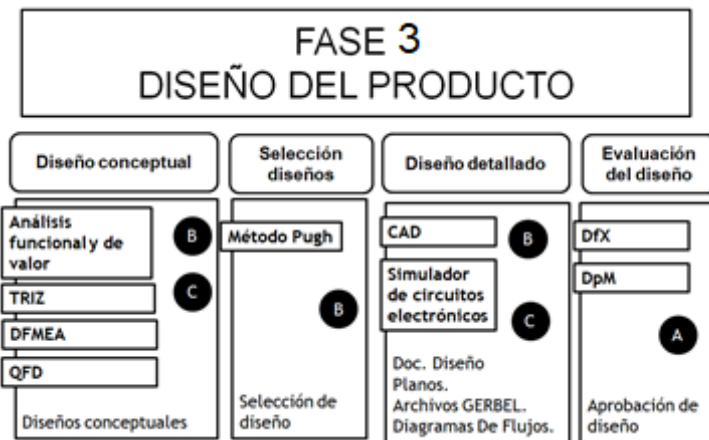 FASE 3
DISEÑO DEL PRODUCTO
Diseño conceptual
Análisis
funcional y de
valor
B
TRIZ
C
DFMEA
QFD
Diseños conceptuales
Selección
diseños
Método Pugh
B
Selección de
diseño
Diseño detallado
CAD
B
Simulador
de circuitos
electrónicos
C
Doc. Diseño
Planos.
Archivos GERBEL.
Diagramas De Flujos.
Evaluación
del diseño
DfX
DpM
A
Aprobación de
diseño